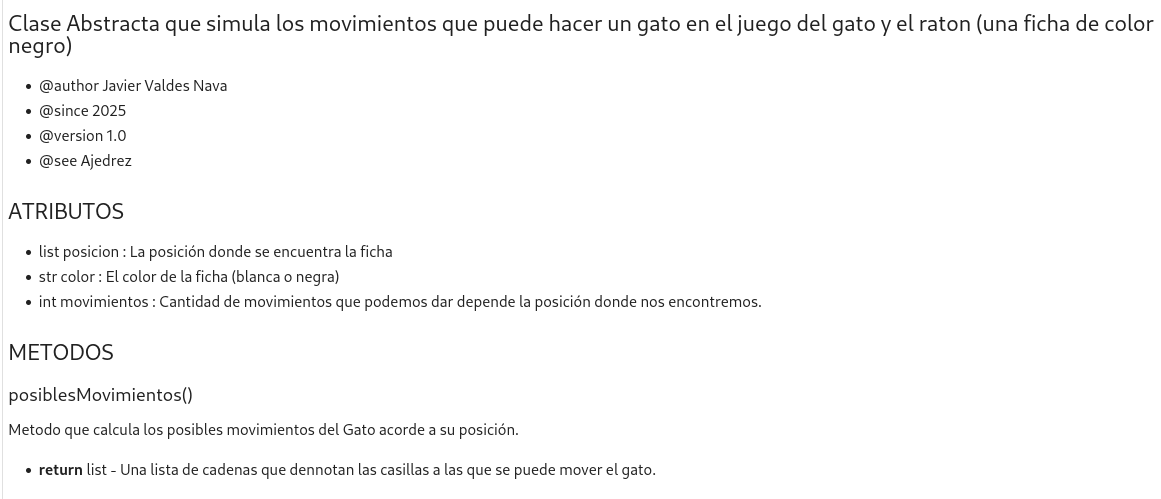 Clase Abstracta que simula los movimientos que puede hacer un gato en el juego del gato y el raton (una ficha de color
negro)
• @author Javier Valdes Nava
• @since 2025
• @version 1.0
• @see Ajedrez
ATRIBUTOS
• list posicion : La posición donde se encuentra la ficha
• str color : El color de la ficha (blanca o negra)
• int movimientos : Cantidad de movimientos que podemos dar depende la posición donde nos encontremos.
METODOS
posiblesMovimientos()
Metodo que calcula los posibles movimientos del Gato acorde a su posición.
• return list - Una lista de cadenas que dennotan las casillas a las que se puede mover el gato.